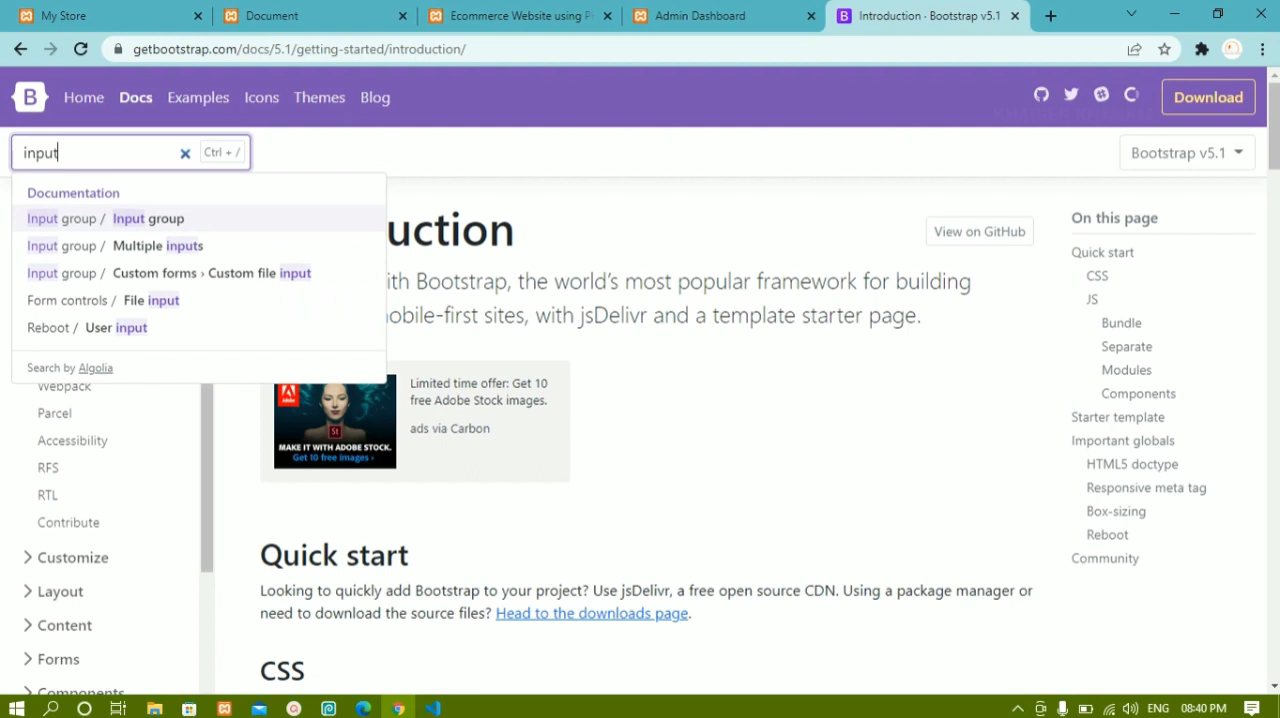 My Store
Document
Ecommerce Website using P
Admin Dashboard
Introduction · Bootstrap v5.1
getbootstrap.com/docs/5.1/getting-started/introduction/
B
Home
Docs
Examples
Icons
Themes
Blog
Download
input
Ctrl + /
Bootstrap v5.1
Documentation
Input group / Input group
Input group / Multiple inputs
Input group / Custom forms › Custom file input
Form controls / File input
Reboot / User input
Search by Algolia
Webpack
Parcel
Accessibility
RFS
RTL
Contribute
Customize
Layout
Content
Forms
Components
uction
View on GitHub
ith Bootstrap, the world's most popular framework for building
obile-first sites, with jsDelivr and a template starter page.
St
MAKE IT WITH ADOBE STOCK.
Get 10 free images ›
Limited time offer: Get 10
free Adobe Stock images.
ads via Carbon
Quick start
Looking to quickly add Bootstrap to your project? Use jsDelivr, a free open source CDN. Using a package manager or
need to download the source files? Head to the downloads page.
CSS
On this page
Quick start
CSS
JS
Bundle
Separate
Modules
Components
Starter template
Important globals
HTML5 doctype
Responsive meta tag
Box-sizing
Reboot
Community
ENG
08:40 PM